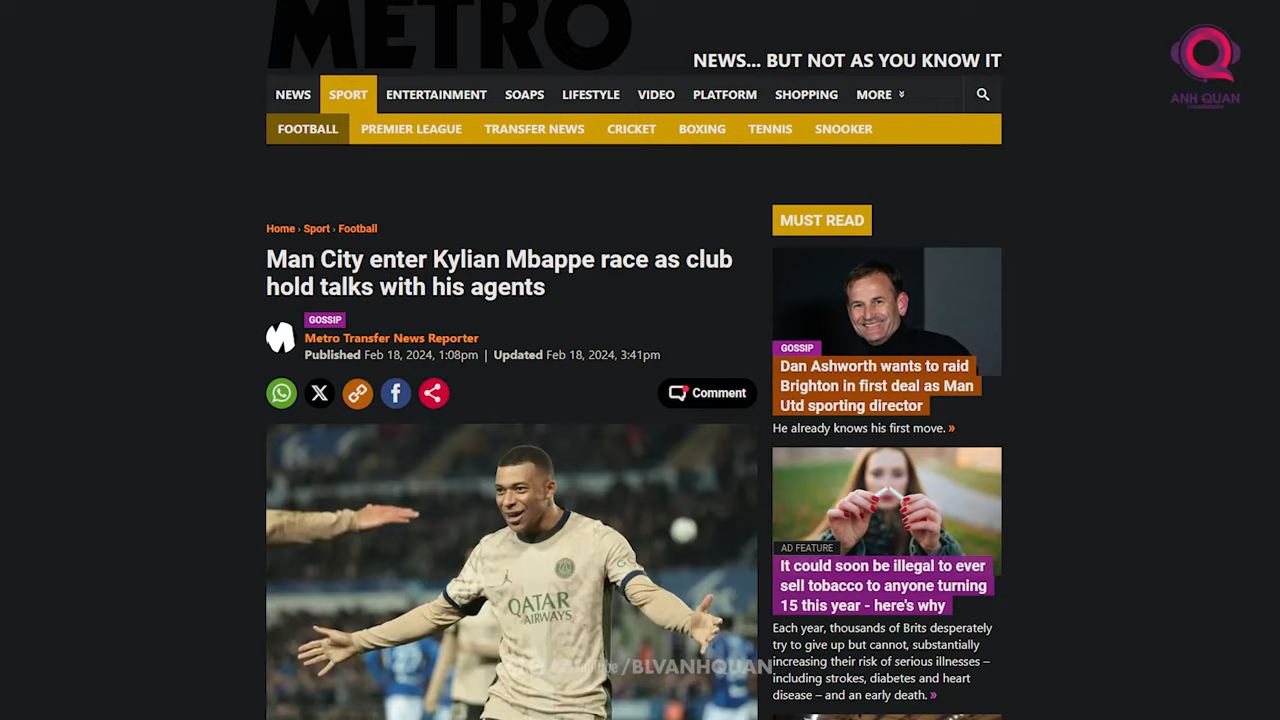 METRO
NEWS... BUT NOT AS YOU KNOW IT
ANH QUAN
NEWS SPORT ENTERTAINMENT SOAPS LIFESTYLE VIDEO PLATFORM SHOPPING MORE
FOOTBALL PREMIER LEAGUE TRANSFER NEWS CRICKET BOXING TENNIS SNOOKER
Home › Sport › Football
Man City enter Kylian Mbappe race as club
hold talks with his agents
GOSSIP
Metro Transfer News Reporter
Published Feb 18, 2024, 1:08pm | Updated Feb 18, 2024, 3:41pm
Comment
QATAR
AIRWAYS
/BLVANHQUAN
MUST READ
GOSSIP
Dan Ashworth wants to raid
Brighton in first deal as Man
Utd sporting director
He already knows his first move. »
AD FEATURE
It could soon be illegal to ever
sell tobacco to anyone turning
15 this year - here's why
Each year, thousands of Brits desperately
try to give up but cannot, substantially
increasing their risk of serious illnesses –
including strokes, diabetes and heart
disease – and an early death. »